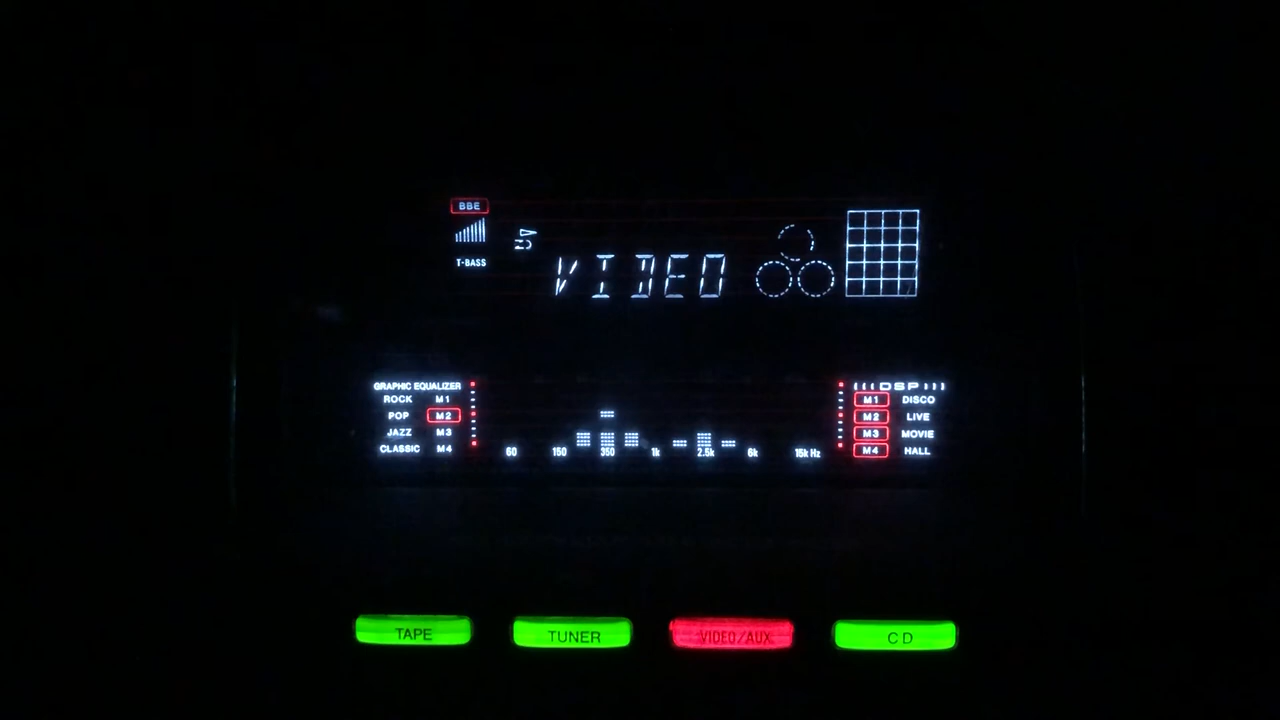 BBE
T-BASS
VIDEO
GRAPHIC EQUALIZER
ROCK M1
POP M2
JAZZ M3
CLASSIC M4
60 150 350 1k 2.5k 6k 15k Hz
DSP
M1 DISCO
M2 LIVE
M3 MOVIE
M4 HALL
TAPE TUNER VIDEO/AUX CD